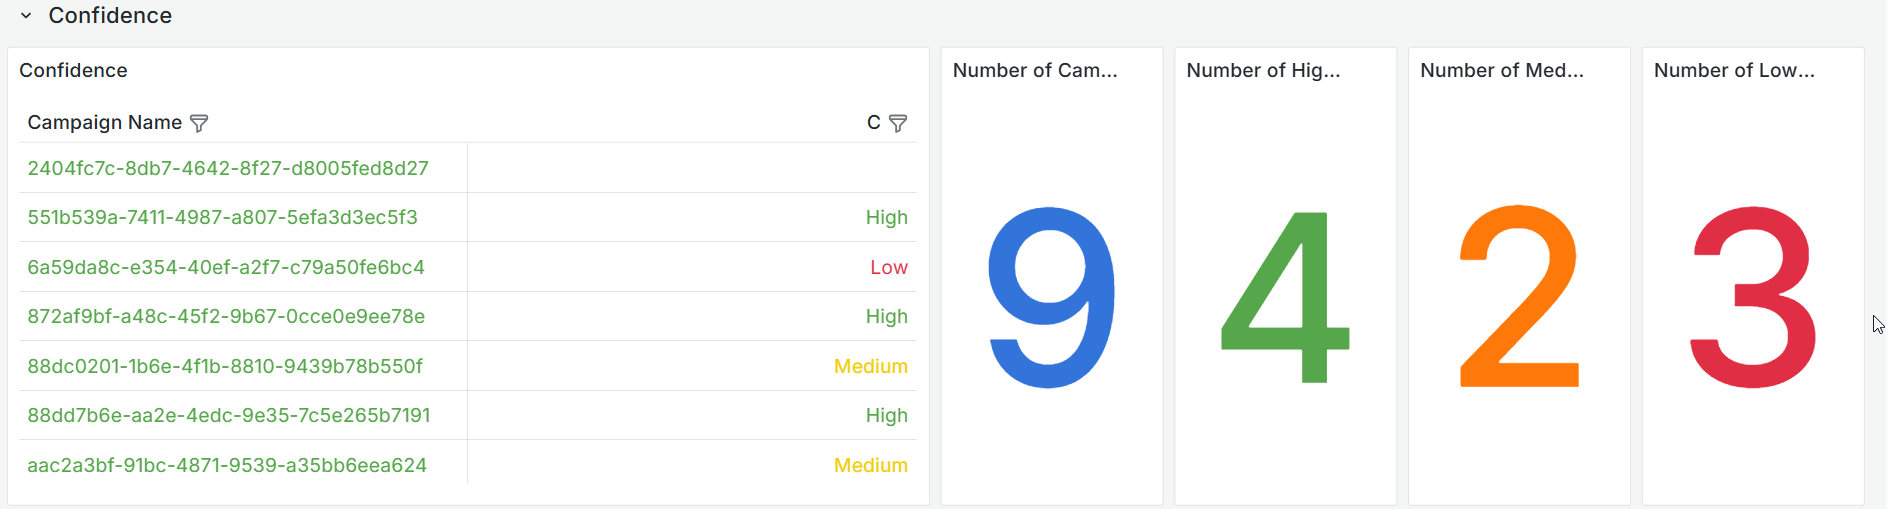 Confidence
Confidence
Campaign Name C
2404fc7c-8db7-4642-8f27-d8005fed8d27
551b539a-7411-4987-a807-5efa3d3ec5f3 High
6a59da8c-e354-40ef-a2f7-c79a50fe6bc4 Low
872af9bf-a48c-45f2-9b67-0cce0e9ee78e High
88dc0201-1b6e-4f1b-8810-9439b78b550f Medium
88dd7b6e-aa2e-4edc-9e35-7c5e265b7191 High
aac2a3bf-91bc-4871-9539-a35bb6eea624 Medium
Number of Cam...
9
Number of Hig...
4
Number of Med...
2
Number of Low...
3